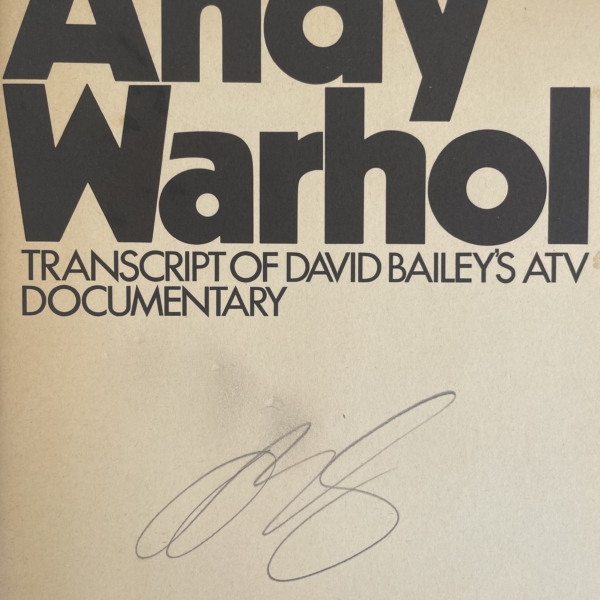 Andy
Warhol
TRANSCRIPT OF DAVID BAILEY'S ATV
DOCUMENTARY